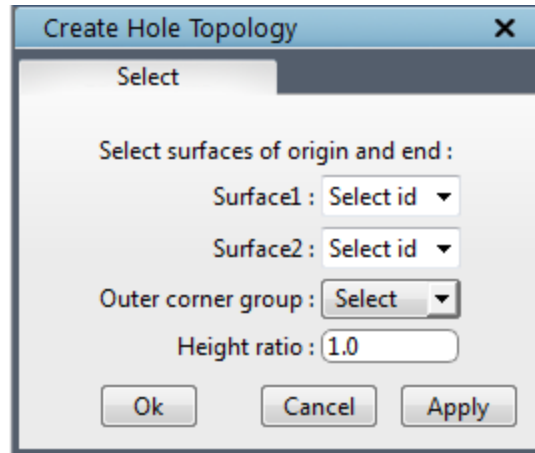 Create Hole Topology
Select
Select surfaces of origin and end :
Surface1 : Select id
Surface2 : Select id
Outer corner group : Select
Height ratio : 1.0
Ok Cancel Apply